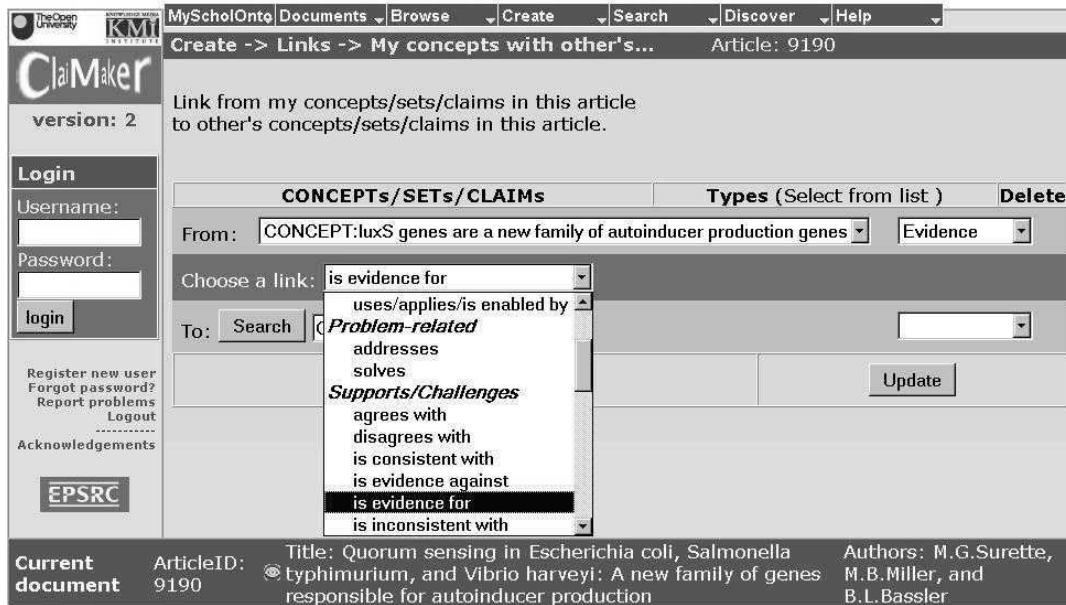 The Open University
KNOWLEDGE MEDIA
KMi
INSTITUTE
MyScholOnto Documents Browse Create Search Discover Help
Create -> Links -> My concepts with other's... Article: 9190
ClaiMaker
version: 2
Link from my concepts/sets/claims in this article
to other's concepts/sets/claims in this article.
Login
Username:
Password:
login
Register new user
Forgot password?
Report problems
Logout
-----------
Acknowledgements
EPSRC
CONCEPTs/SETs/CLAIMs Types (Select from list ) Delete
From: CONCEPT:luxS genes are a new family of autoinducer production genes Evidence
Choose a link: is evidence for
To: Search
uses/applies/is enabled by
Problem-related
addresses
solves
Supports/Challenges
agrees with
disagrees with
is consistent with
is evidence against
is evidence for
is inconsistent with
Update
Current document
ArticleID: 9190
Title: Quorum sensing in Escherichia coli, Salmonella
typhimurium, and Vibrio harveyi: A new family of genes
responsible for autoinducer production
Authors: M.G.Surette,
M.B.Miller, and
B.L.Bassler